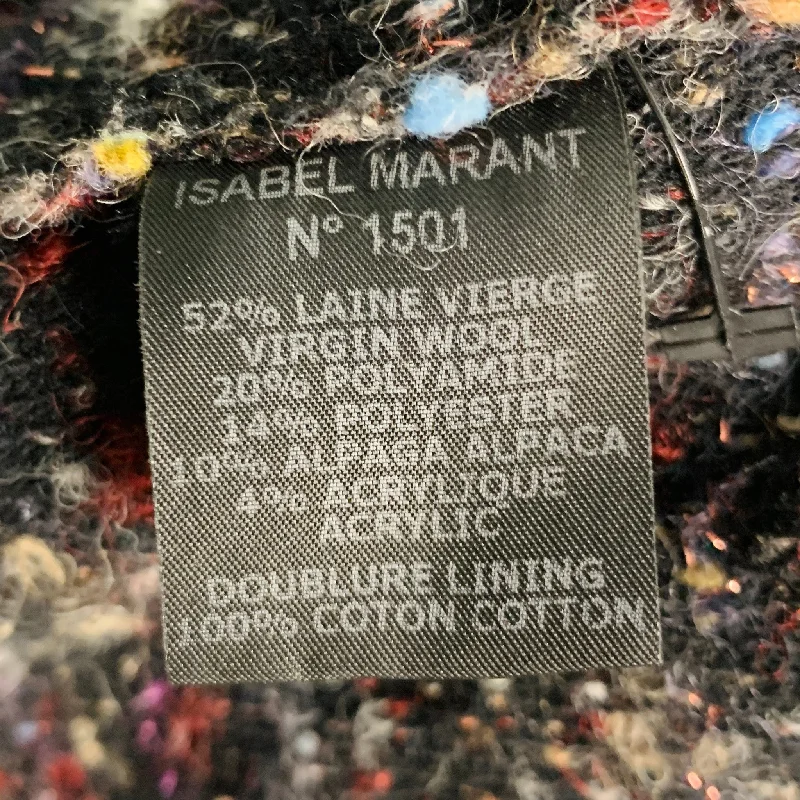 ISABEL MARANT
N° 1501
52% LAINE VIERGE
VIRGIN WOOL
20% POLYAMIDE
14% POLYESTER
10% ALPAGA ALPACA
4% ACRYLIQUE
ACRYLIC
DOUBLURE LINING
100% COTON COTTON